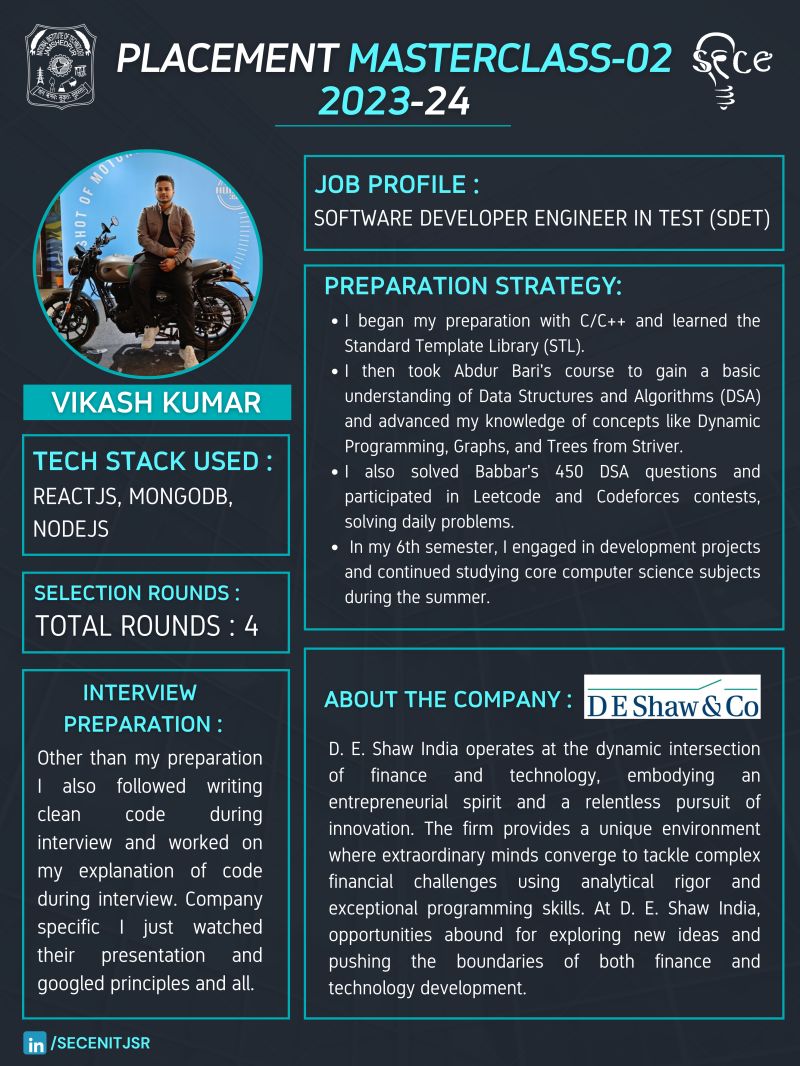 PLACEMENT MASTERCLASS-02
2023-24
NATIONAL INSTITUTE OF TECHNOLOGY
JAMSHEDPUR
sece
SHOT OF MOTOR
VIKASH KUMAR
TECH STACK USED :
REACTJS, MONGODB,
NODEJS
SELECTION ROUNDS :
TOTAL ROUNDS : 4
INTERVIEW
PREPARATION :
Other than my preparation
I also followed writing
clean code during
interview and worked on
my explanation of code
during interview. Company
specific I just watched
their presentation and
googled principles and all.
JOB PROFILE :
SOFTWARE DEVELOPER ENGINEER IN TEST (SDET)
PREPARATION STRATEGY:
• I began my preparation with C/C++ and learned the
Standard Template Library (STL).
• I then took Abdur Bari's course to gain a basic
understanding of Data Structures and Algorithms (DSA)
and advanced my knowledge of concepts like Dynamic
Programming, Graphs, and Trees from Striver.
• I also solved Babbar's 450 DSA questions and
participated in Leetcode and Codeforces contests,
solving daily problems.
• In my 6th semester, I engaged in development projects
and continued studying core computer science subjects
during the summer.
ABOUT THE COMPANY :
D E Shaw & Co
D. E. Shaw India operates at the dynamic intersection
of finance and technology, embodying an
entrepreneurial spirit and a relentless pursuit of
innovation. The firm provides a unique environment
where extraordinary minds converge to tackle complex
financial challenges using analytical rigor and
exceptional programming skills. At D. E. Shaw India,
opportunities abound for exploring new ideas and
pushing the boundaries of both finance and
technology development.
in /SECENITJSR